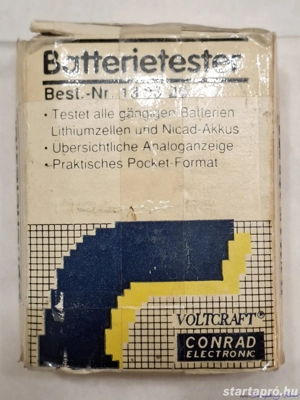 Batterietester
Best.-Nr.
• Testet alle gängigen Batterien
Lithiumzellen und Nicad-Akkus
• Übersichtliche Analoganzeige
• Praktisches Pocket-Format
VOLTCRAFT®
CONRAD
ELECTRONIC
startapró.hu